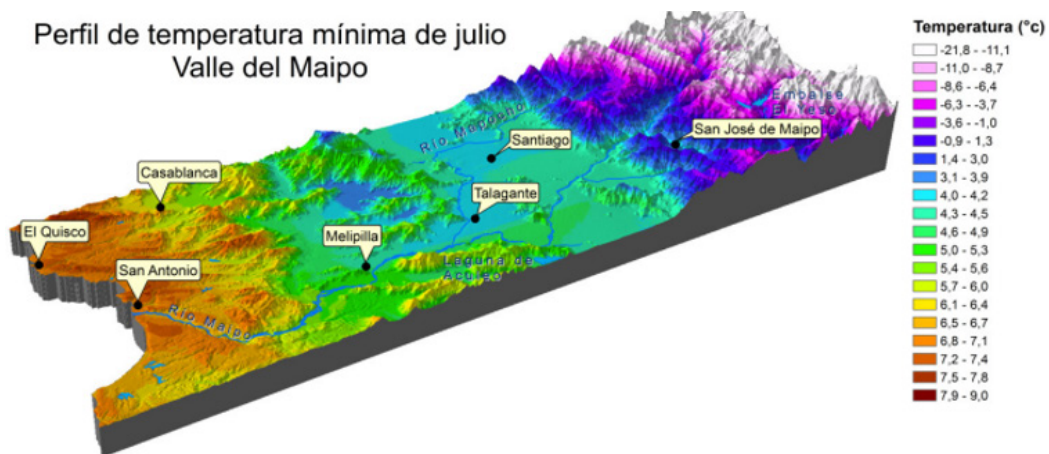 Perfil de temperatura mínima de julio
Valle del Maipo
Río Mapocho
Embalse
El Yeso
San José de Maipo
Santiago
Casablanca
Talagante
El Quisco
Melipilla
Laguna de
Aculeo
San Antonio
Río Maipo
Temperatura (°c)
-21,8 - -11,1
-11,0 - -8,7
-8,6 - -6,4
-6,3 - -3,7
-3,6 - -1,0
-0,9 - 1,3
1,4 - 3,0
3,1 - 3,9
4,0 - 4,2
4,3 - 4,5
4,6 - 4,9
5,0 - 5,3
5,4 - 5,6
5,7 - 6,0
6,1 - 6,4
6,5 - 6,7
6,8 - 7,1
7,2 - 7,4
7,5 - 7,8
7,9 - 9,0